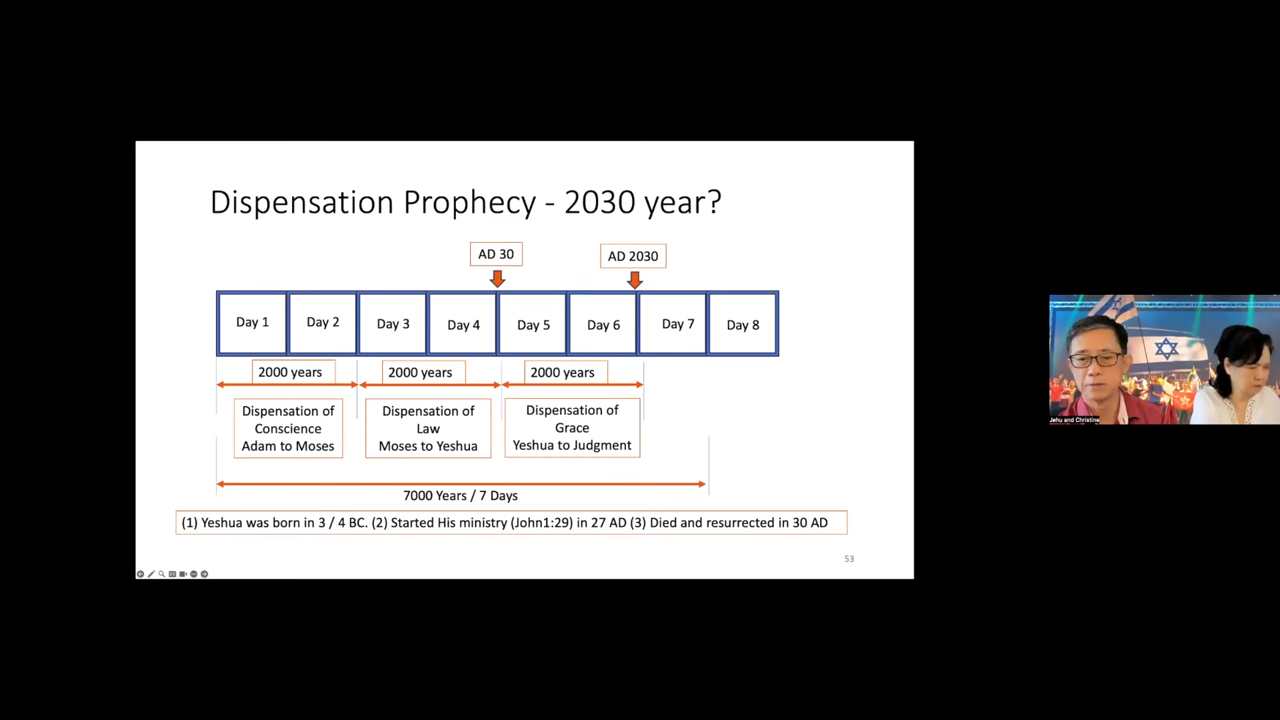 Dispensation Prophecy - 2030 year?
AD 30
AD 2030
Day 1
Day 2
Day 3
Day 4
Day 5
Day 6
Day 7
Day 8
2000 years
2000 years
2000 years
Dispensation of
Conscience
Adam to Moses
Dispensation of
Law
Moses to Yeshua
Dispensation of
Grace
Yeshua to Judgment
7000 Years / 7 Days
(1) Yeshua was born in 3 / 4 BC. (2) Started His ministry (John1:29) in 27 AD (3) Died and resurrected in 30 AD
53
Jehu and Christine